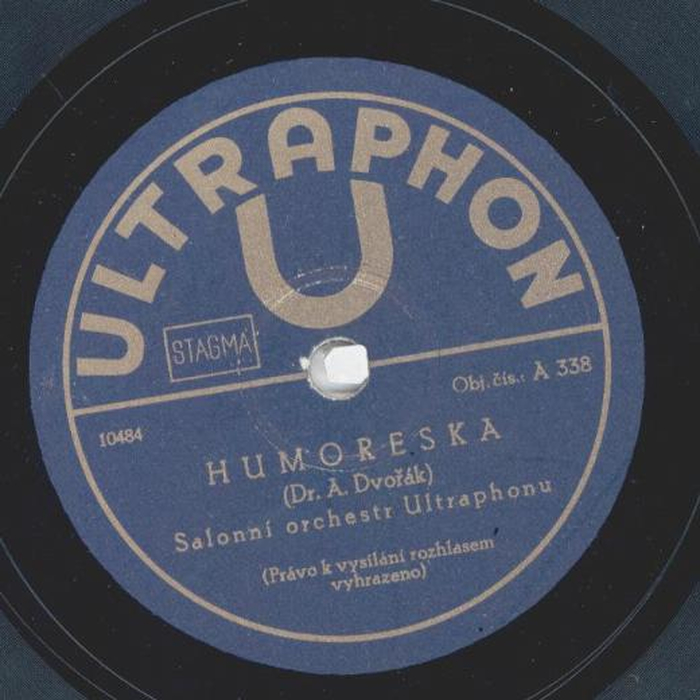 ULTRAPHON
U
STAGMA
Obj. čís.: A 338
10484
HUMORESKA
(Dr. A. Dvořák)
Salonní orchestr Ultraphonu
(Právo k vysílání rozhlasem
vyhrazeno)